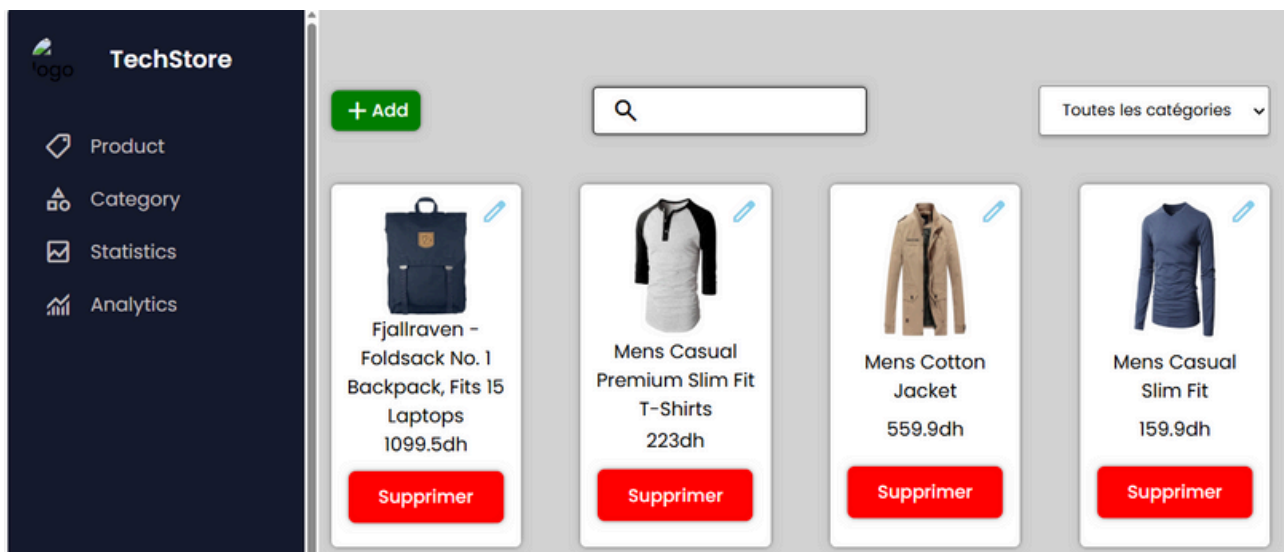 logo
TechStore
Product
Category
Statistics
Analytics
+ Add
Toutes les catégories
Fjallraven -
Foldsack No. 1
Backpack, Fits 15
Laptops
1099.5dh
Supprimer
Mens Casual
Premium Slim Fit
T-Shirts
223dh
Supprimer
Mens Cotton
Jacket
559.9dh
Supprimer
Mens Casual
Slim Fit
159.9dh
Supprimer